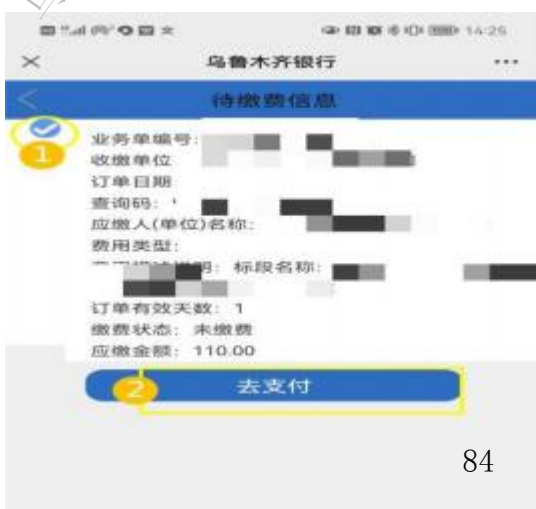 14:25
乌鲁木齐银行
待缴费信息
1
业务单编号:
收缴单位
订单日期
查询码:
应缴人(单位)名称:
费用类型:
明: 标段名称:
订单有效天数: 1
缴费状态: 未缴费
应缴金额: 110.00
2 去支付
84